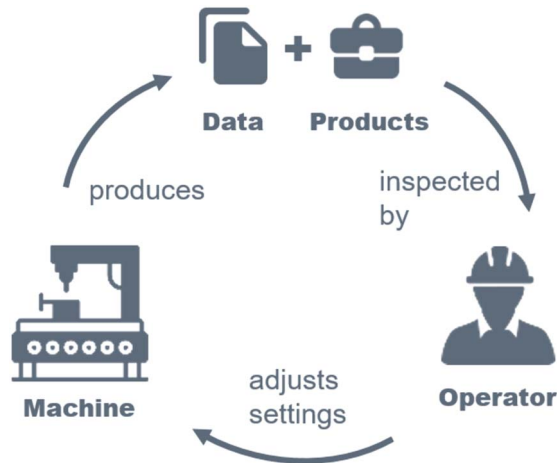 Data
Products
produces
inspected
by
Machine
adjusts
settings
Operator